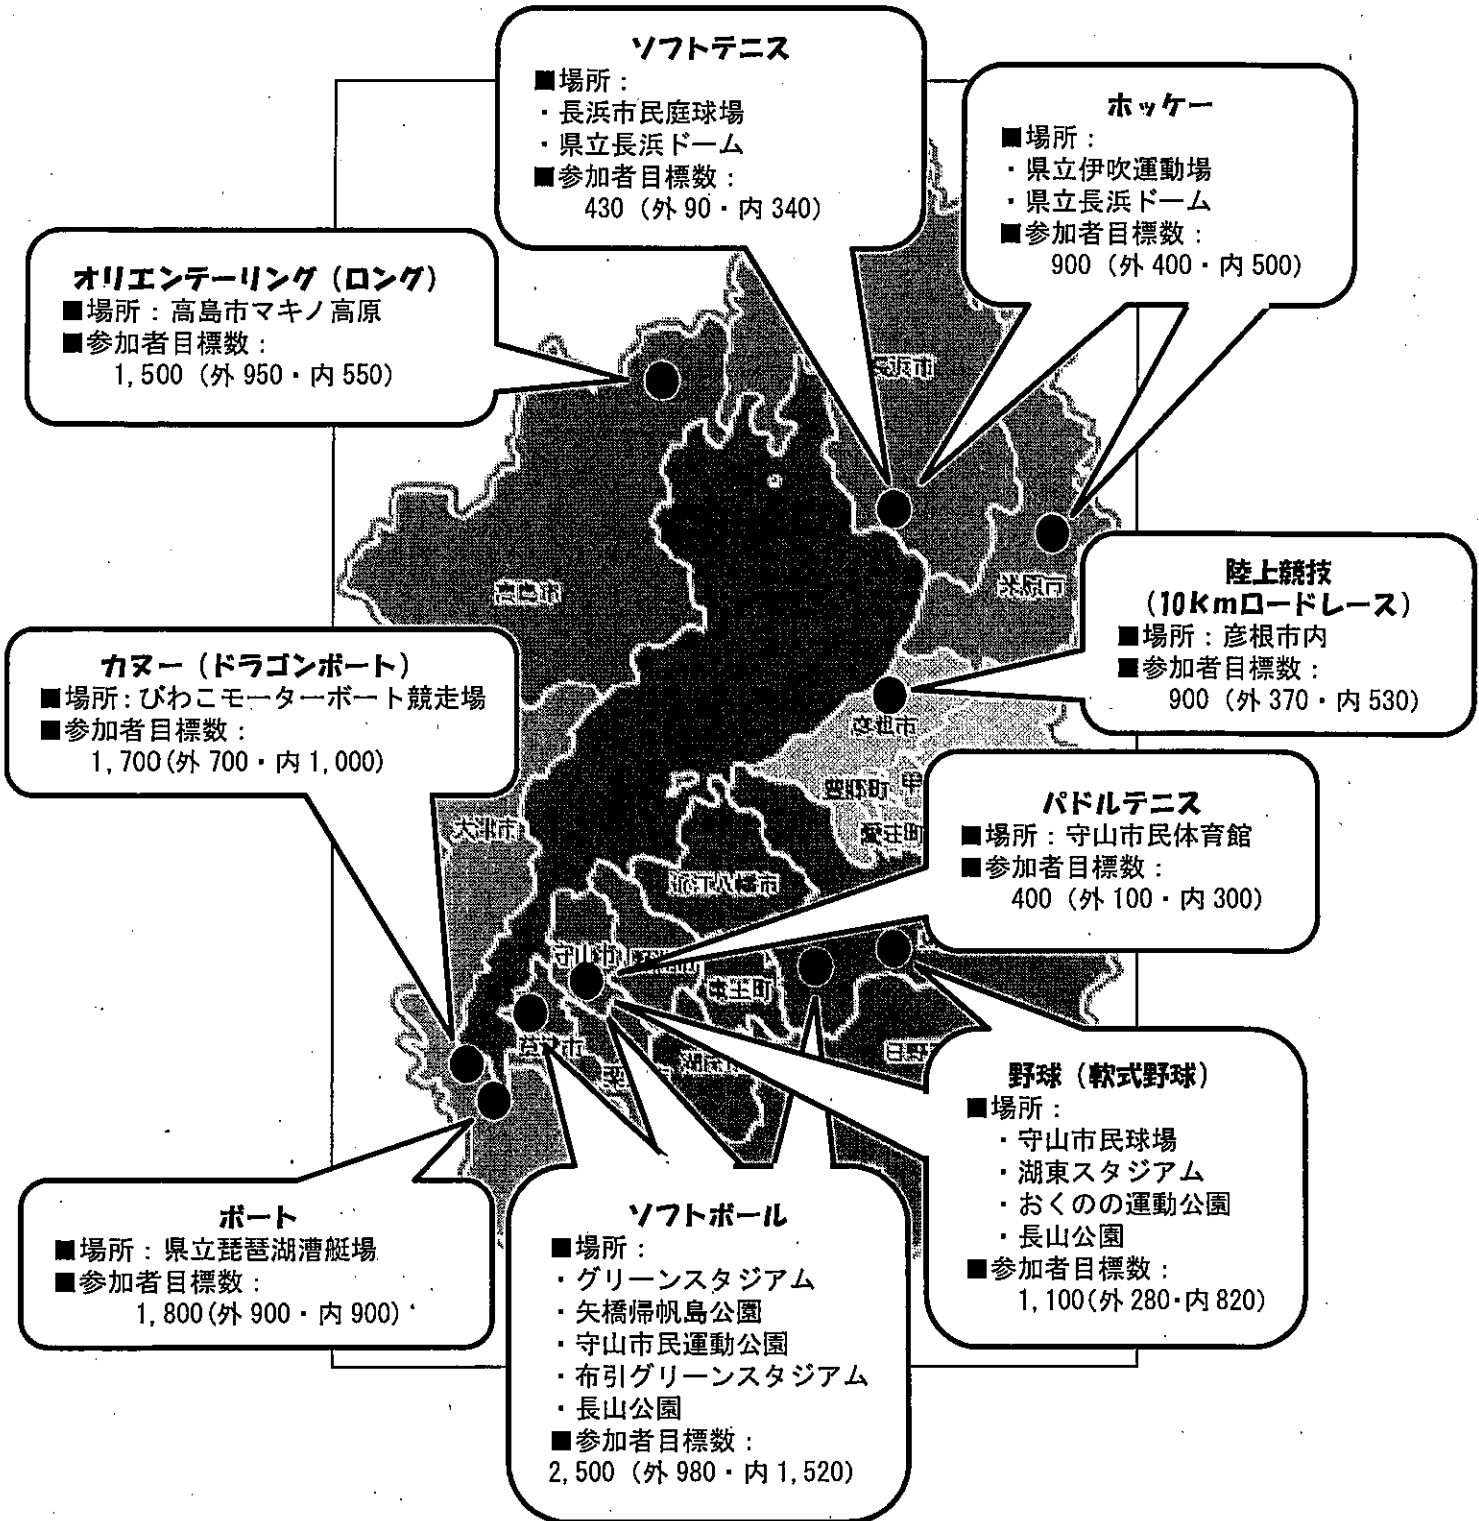 ソフトテニス
■場所：
・長浜市民庭球場
・県立長浜ドーム
■参加者目標数：
430（外 90・内 340）
ホッケー
■場所：
・県立伊吹運動場
・県立長浜ドーム
■参加者目標数：
900（外 400・内 500）
オリエンテーリング（ロング）
■場所：高島市マキノ高原
■参加者目標数：
1,500（外 950・内 550）
長浜市
高島市
米原市
陸上競技
（10kmロードレース）
■場所：彦根市内
■参加者目標数：
900（外 370・内 530）
カヌー（ドラゴンボート）
■場所：びわこモーターボート競走場
■参加者目標数：
1,700(外 700・内 1,000)
彦根市
豊郷町 甲
愛荘町
大津市
パドルテニス
■場所：守山市民体育館
■参加者目標数：
400（外 100・内 300）
近江八幡市
守山市
竜王町
草津市
日野
野球（軟式野球）
■場所：
・守山市民球場
・湖東スタジアム
・おくのの運動公園
・長山公園
■参加者目標数：
1,100(外 280・内 820)
ボート
■場所：県立琵琶湖漕艇場
■参加者目標数：
1,800(外 900・内 900)
ソフトボール
■場所：
・グリーンスタジアム
・矢橋帰帆島公園
・守山市民運動公園
・布引グリーンスタジアム
・長山公園
■参加者目標数：
2,500（外 980・内 1,520）